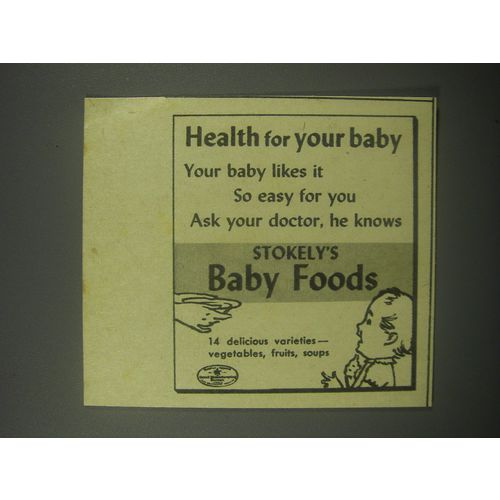 Health for your baby
Your baby likes it
So easy for you
Ask your doctor, he knows
STOKELY'S
Baby Foods
14 delicious varieties—
vegetables, fruits, soups